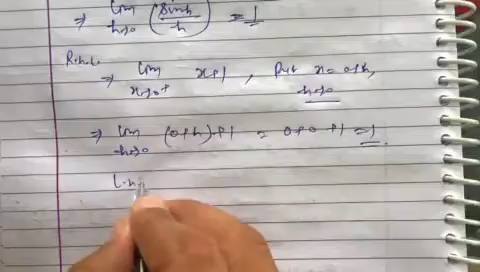 ⇒ lim h→0 (sinh/h) = 1
R.h.l.
⇒ lim x→0+ x+1, Put x=0+h, h→0
⇒ lim h→0 (0+h)+1 = 0+0+1 = 1
L.h